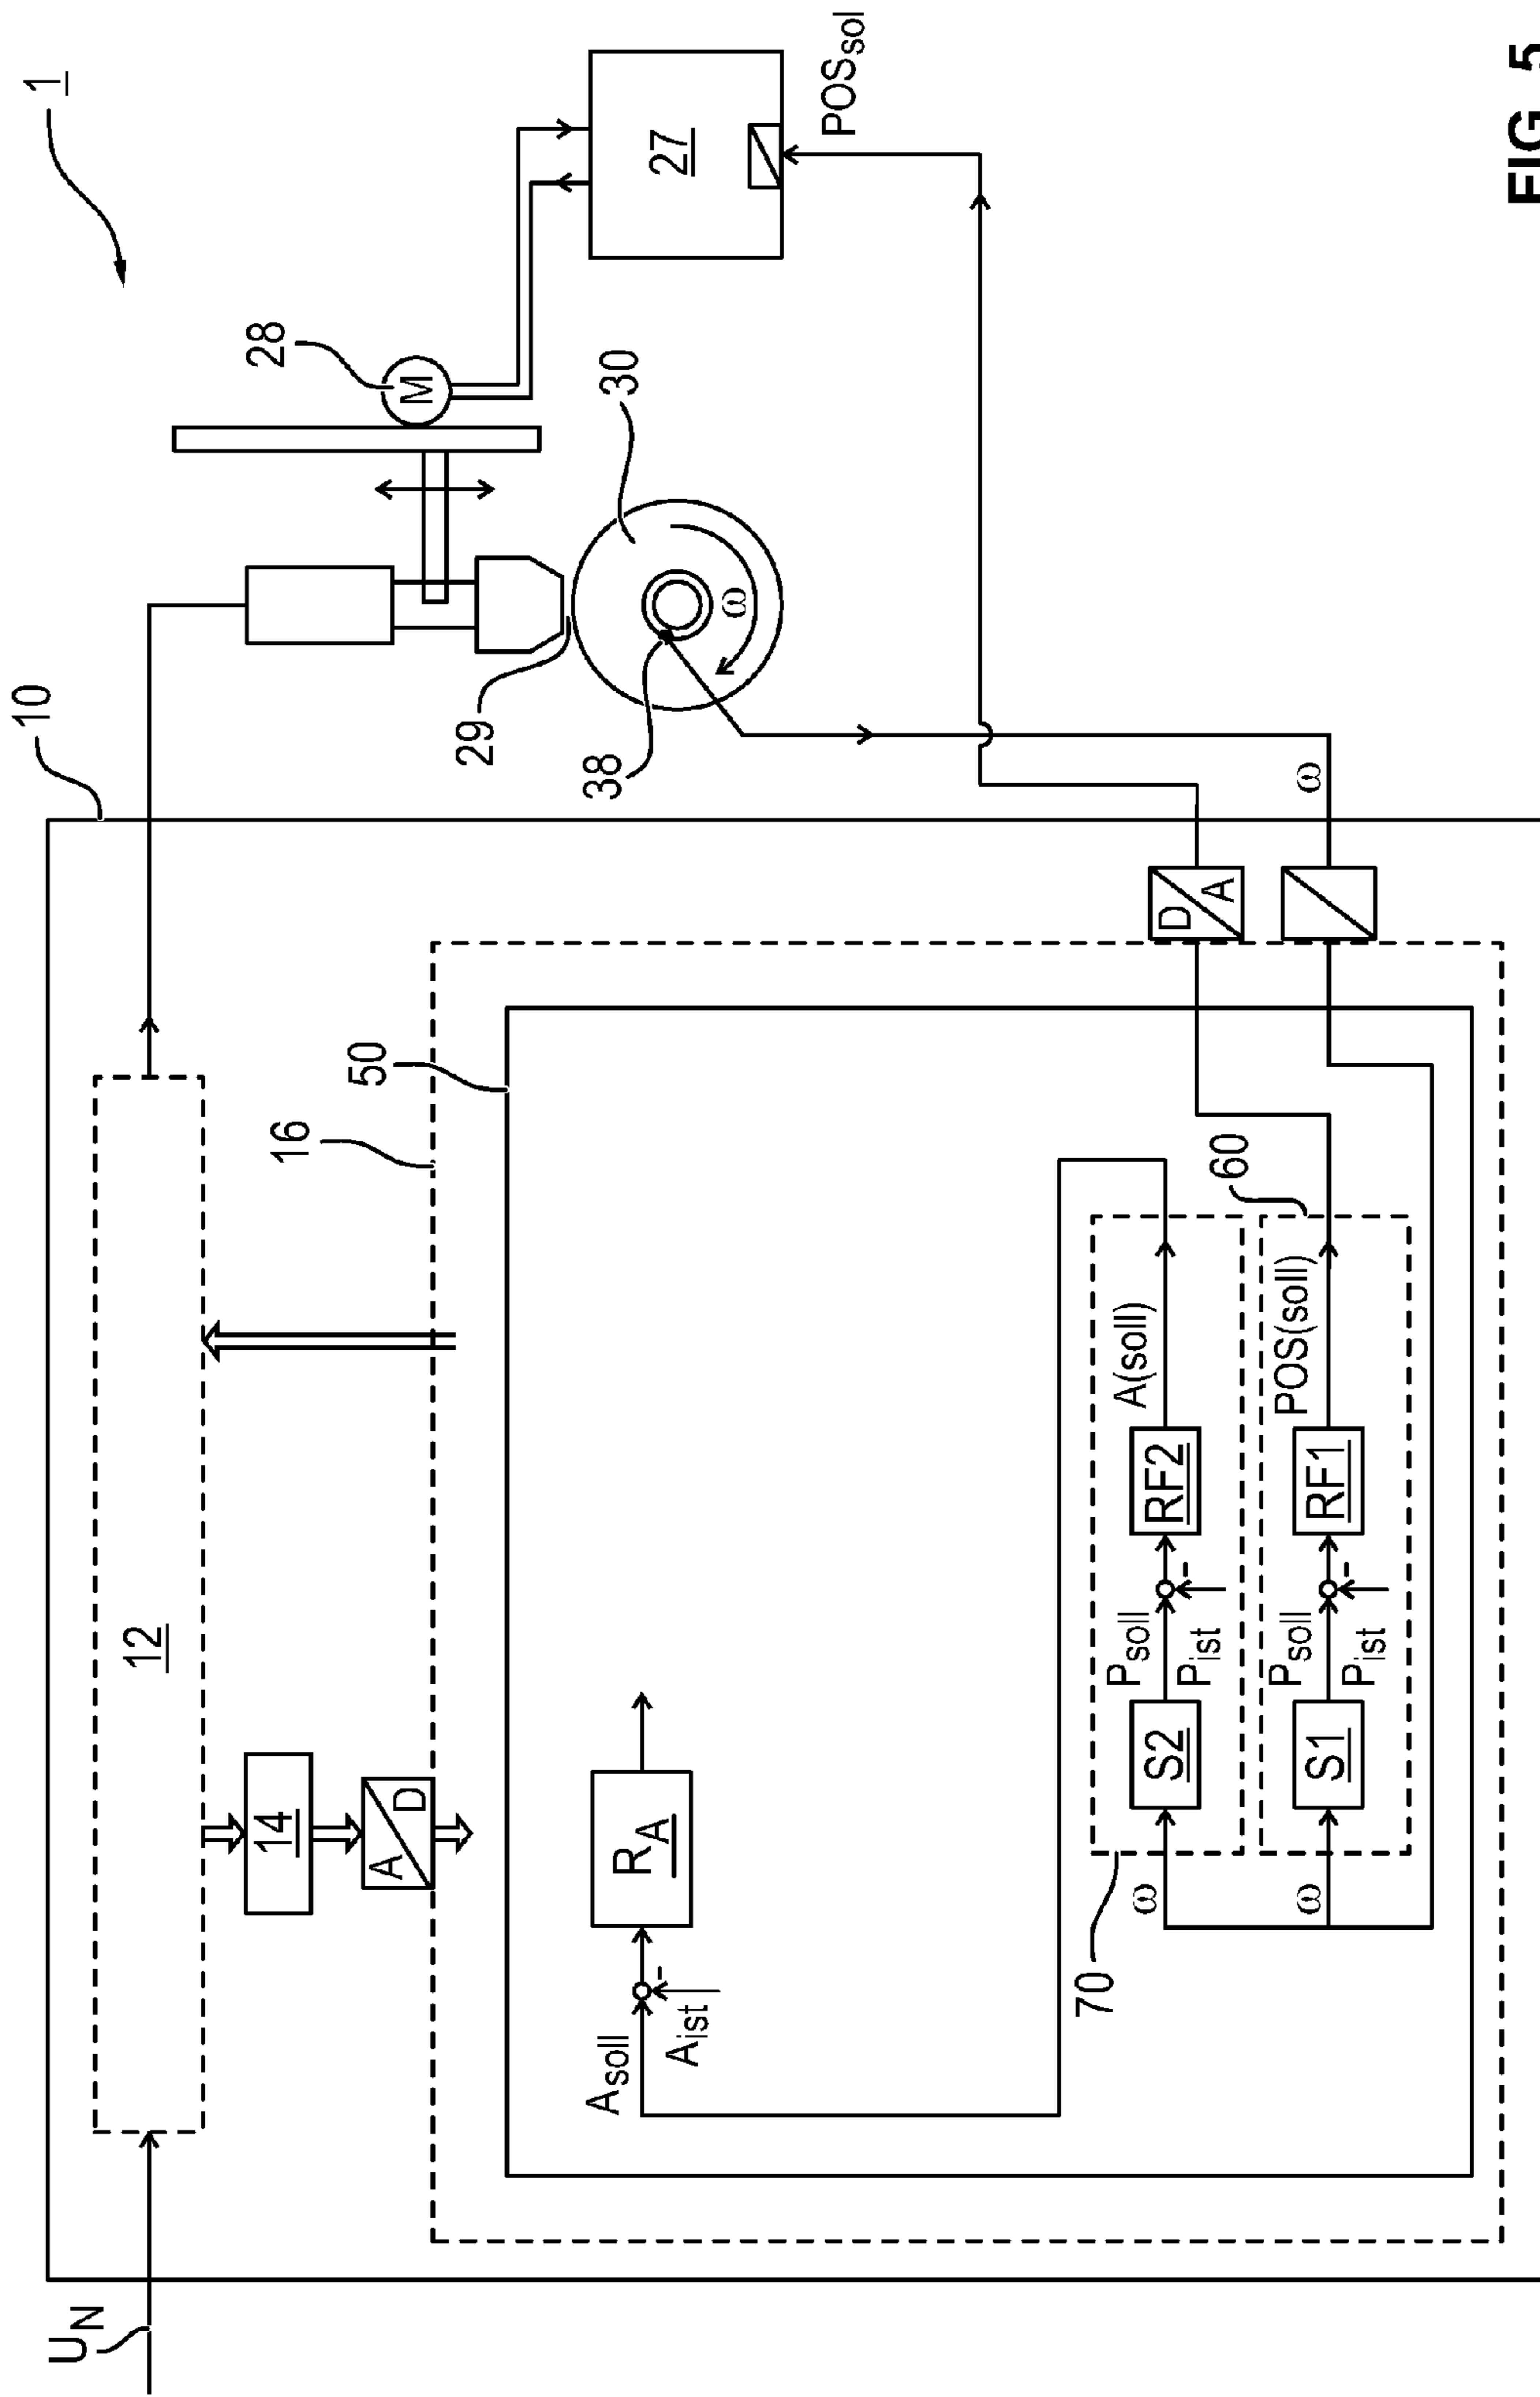 1
10
28
M
30
29
38
ω
27
POSsol
U_N
12
14
A
D
16
50
A_soll
A_ist
-
R_A
70
ω
S2
P_soll
P_ist
-
RF2
A(soll)
60
ω
S1
P_soll
P_ist
-
RF1
POS(soll)
D
A
ω
FIG. 5